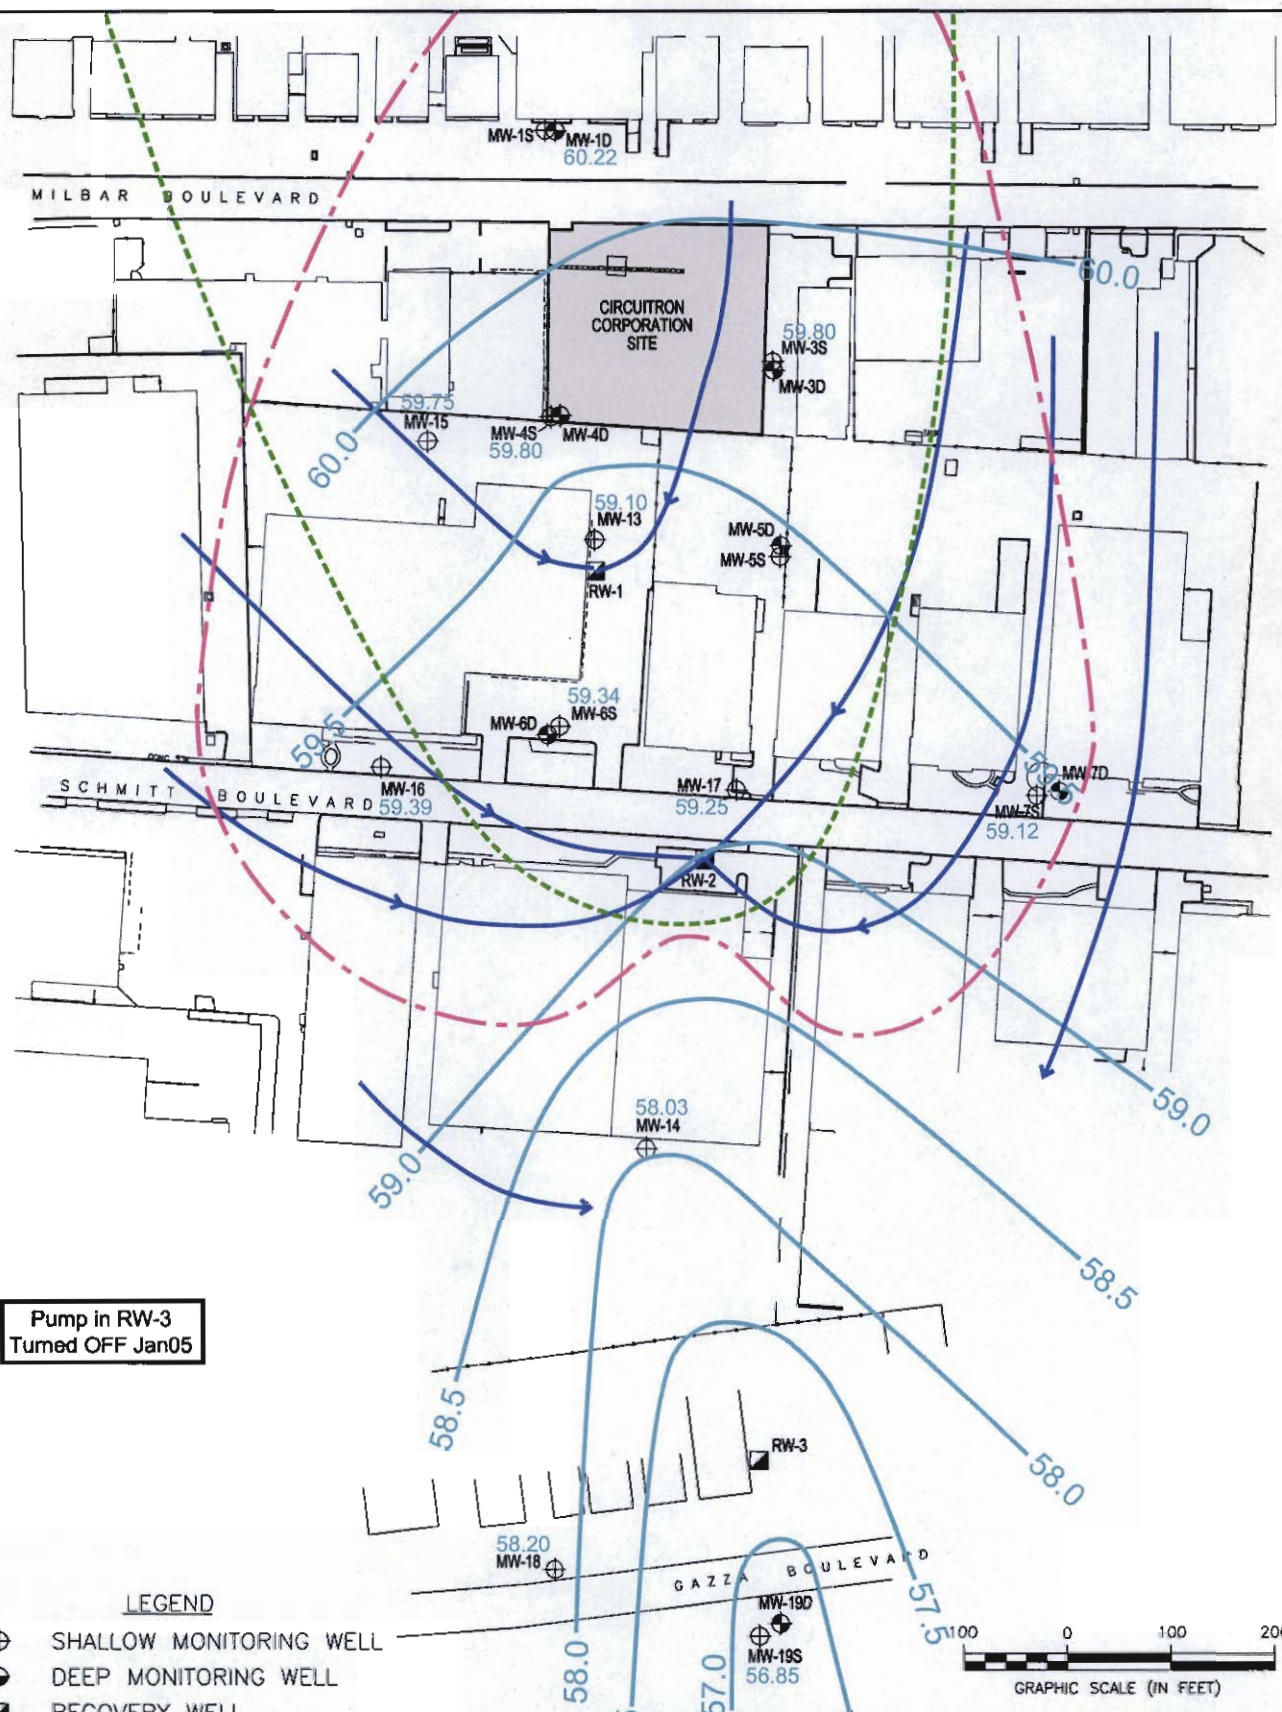 MW-1S
MW-1D
60.22
MILBAR BOULEVARD
CIRCUITRON
CORPORATION
SITE
60.0
59.80
MW-3S
MW-3D
59.75
MW-15
MW-4S
MW-4D
59.80
60.0
59.10
MW-13
MW-5D
MW-5S
RW-1
59.34
MW-6S
MW-6D
59.5
MW-7D
MW-16
59.39
MW-17
59.25
MW-7S
59.12
SCHMITT BOULEVARD
RW-2
59.0
58.03
MW-14
59.0
58.5
Pump in RW-3
Turned OFF Jan05
58.5
RW-3
58.0
58.20
MW-18
GAZZA BOULEVARD
57.5
MW-19D
MW-19S
56.85
58.0
57.0
LEGEND
SHALLOW MONITORING WELL
DEEP MONITORING WELL
RECOVERY WELL
100 0 100 200
GRAPHIC SCALE (IN FEET)